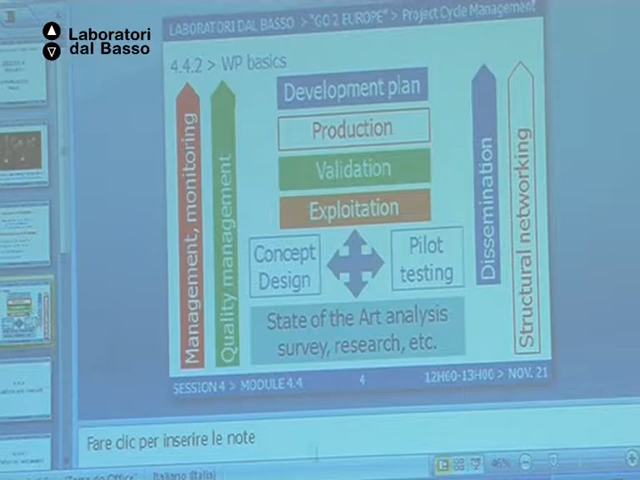 Laboratori
dal Basso
LABORATORI DAL BASSO > "GO 2 EUROPE" > Project Cycle Management
4.4.2 > WP basics
Development plan
Production
Validation
Exploitation
Management, monitoring
Quality management
Dissemination
Structural networking
Concept
Design
Pilot
testing
State of the Art analysis
survey, research, etc.
SESSION 4 > MODULE 4.4
4
12H00-13H00 > NOV. 21
Fare clic per inserire le note
Italiano (Italia)
46%